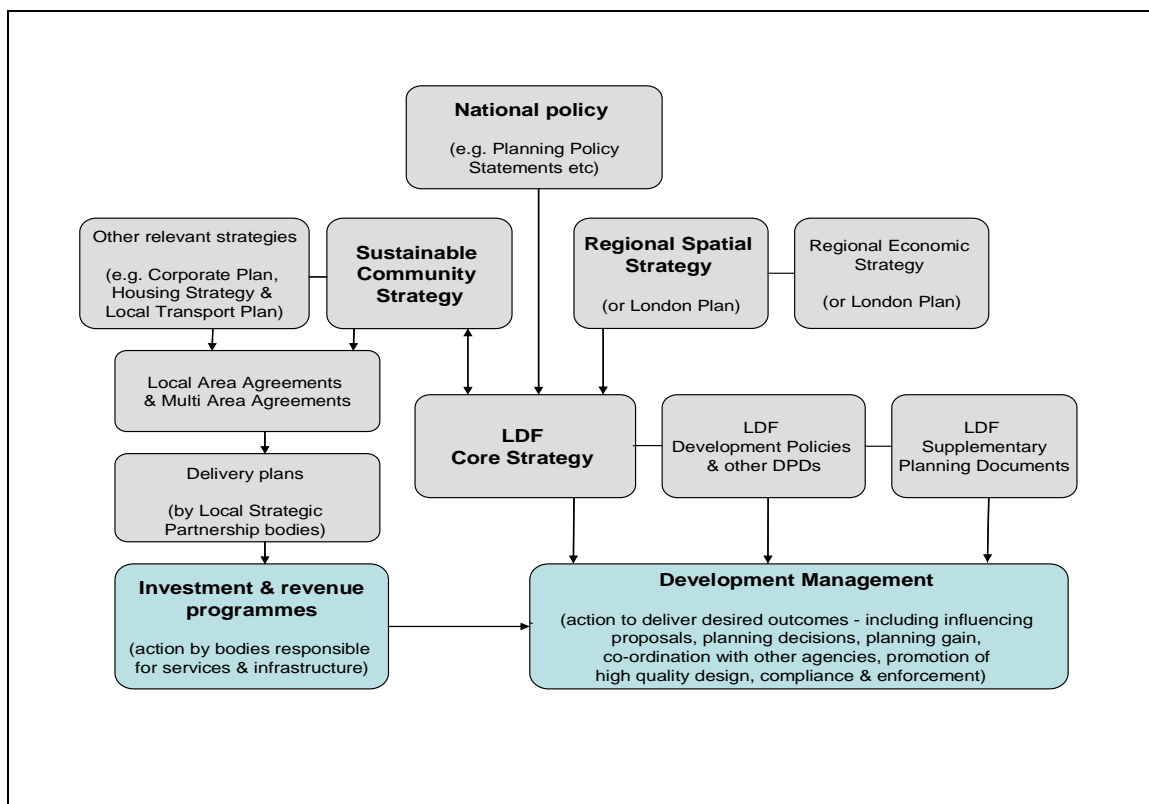 National policy
(e.g. Planning Policy
Statements etc)
Other relevant strategies
(e.g. Corporate Plan,
Housing Strategy &
Local Transport Plan)
Sustainable
Community
Strategy
Regional Spatial
Strategy
(or London Plan)
Regional Economic
Strategy
(or London Plan)
Local Area Agreements
& Multi Area Agreements
LDF
Core Strategy
LDF
Development Policies
& other DPDs
LDF
Supplementary
Planning Documents
Delivery plans
(by Local Strategic
Partnership bodies)
Investment & revenue
programmes
(action by bodies responsible
for services & infrastructure)
Development Management
(action to deliver desired outcomes - including influencing
proposals, planning decisions, planning gain,
co-ordination with other agencies, promotion of
high quality design, compliance & enforcement)